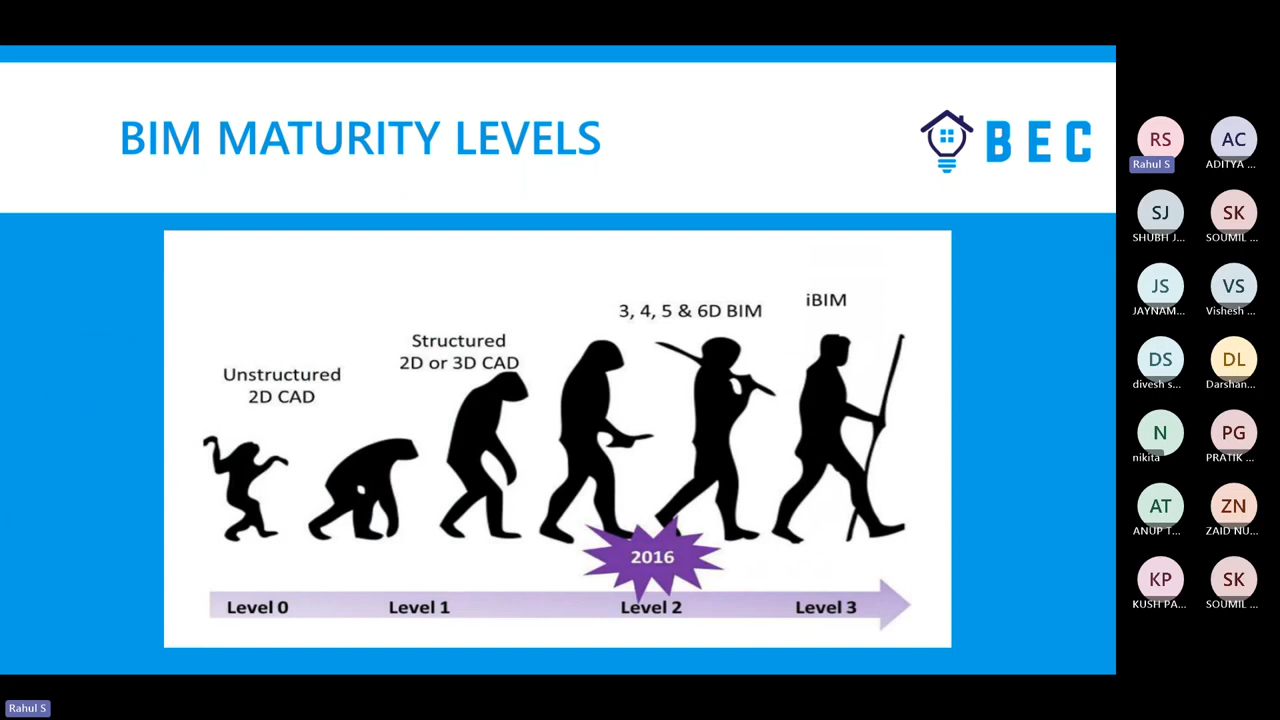 BIM MATURITY LEVELS
BEC
Unstructured
2D CAD
Structured
2D or 3D CAD
3, 4, 5 & 6D BIM
iBIM
2016
Level 0
Level 1
Level 2
Level 3
RS
Rahul S
AC
ADITYA ...
SJ
SHUBH J...
SK
SOUMIL ...
JS
JAYNAM...
VS
Vishesh ...
DS
divesh s...
DL
Darshan...
N
nikita
PG
PRATIK ...
AT
ANUP T...
ZN
ZAID NU...
KP
KUSH PA...
SK
SOUMIL ...
Rahul S